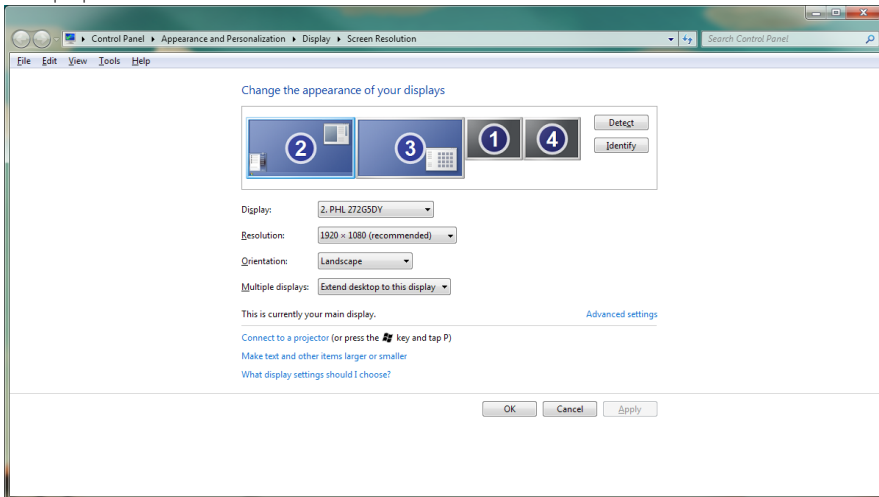 Control Panel ▸ Appearance and Personalization ▸ Display ▸ Screen Resolution
Search Control Panel
File Edit View Tools Help
Change the appearance of your displays
2 3 1 4
Detect
Identify
Display: 2. PHL 272G5DY
Resolution: 1920 × 1080 (recommended)
Orientation: Landscape
Multiple displays: Extend desktop to this display
This is currently your main display. Advanced settings
Connect to a projector (or press the key and tap P)
Make text and other items larger or smaller
What display settings should I choose?
OK Cancel Apply